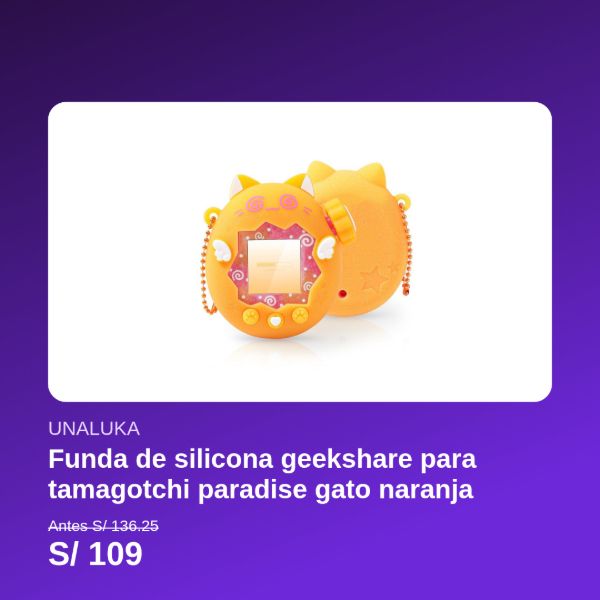 UNALUKA
Funda de silicona geekshare para
tamagotchi paradise gato naranja
Antes S/ 136.25
S/ 109